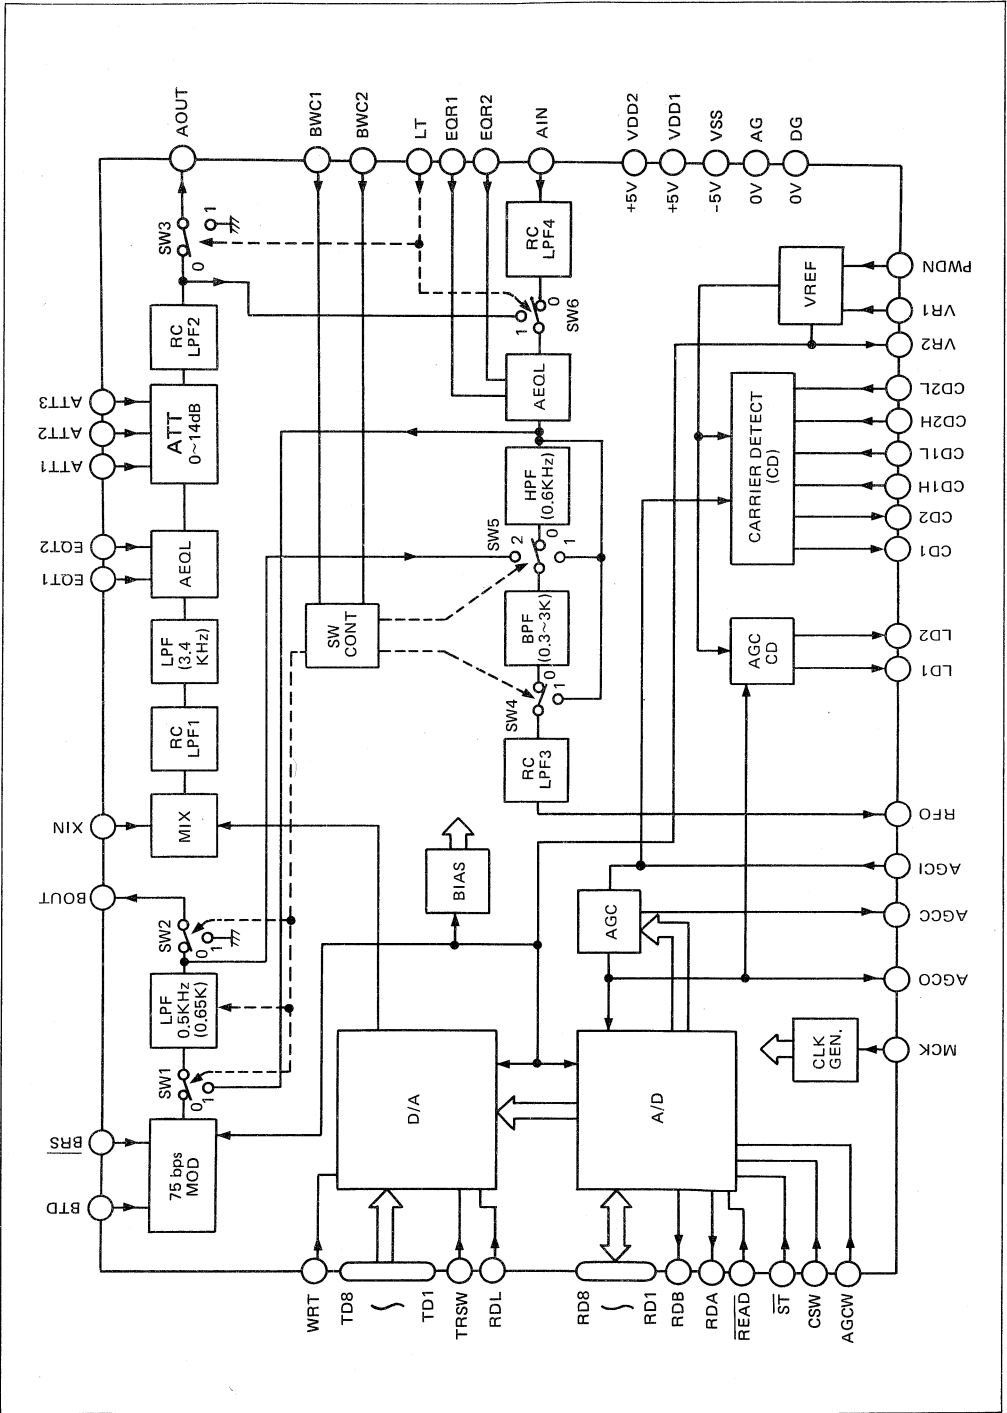 BTD
BRS
BOUT
XIN
EQT1
EQT2
ATT1
ATT2
ATT3
75 bps
MOD
SW1
0
1
LPF
0.5KHz
(0.65K)
SW2
0
1
MIX
RC
LPF1
LPF
(3.4
KHz)
AEQL
ATT
0~14dB
RC
LPF2
SW3
0
1
AOUT
BWC1
BWC2
LT
EQR1
EQR2
AIN
+5V VDD2
+5V VDD1
-5V VSS
0V AG
0V DG
SW
CONT
BIAS
RC
LPF3
SW4
0
1
BPF
(0.3~3K)
SW5
2
0
1
HPF
(0.6KHz)
AEQL
SW6
1
0
RC
LPF4
WRT
TD8
~
TD1
TRSW
RDL
D/A
RD8
~
RD1
RDB
RDA
READ
ST
CSW
AGCW
A/D
AGC
CLK
GEN.
AGC
CD
CARRIER DETECT
(CD)
VREF
MCK
AGCO
AGCC
AGCI
RFO
LD1
LD2
CD1
CD2
CD1H
CD1L
CD2H
CD2L
VR2
VR1
PWDN